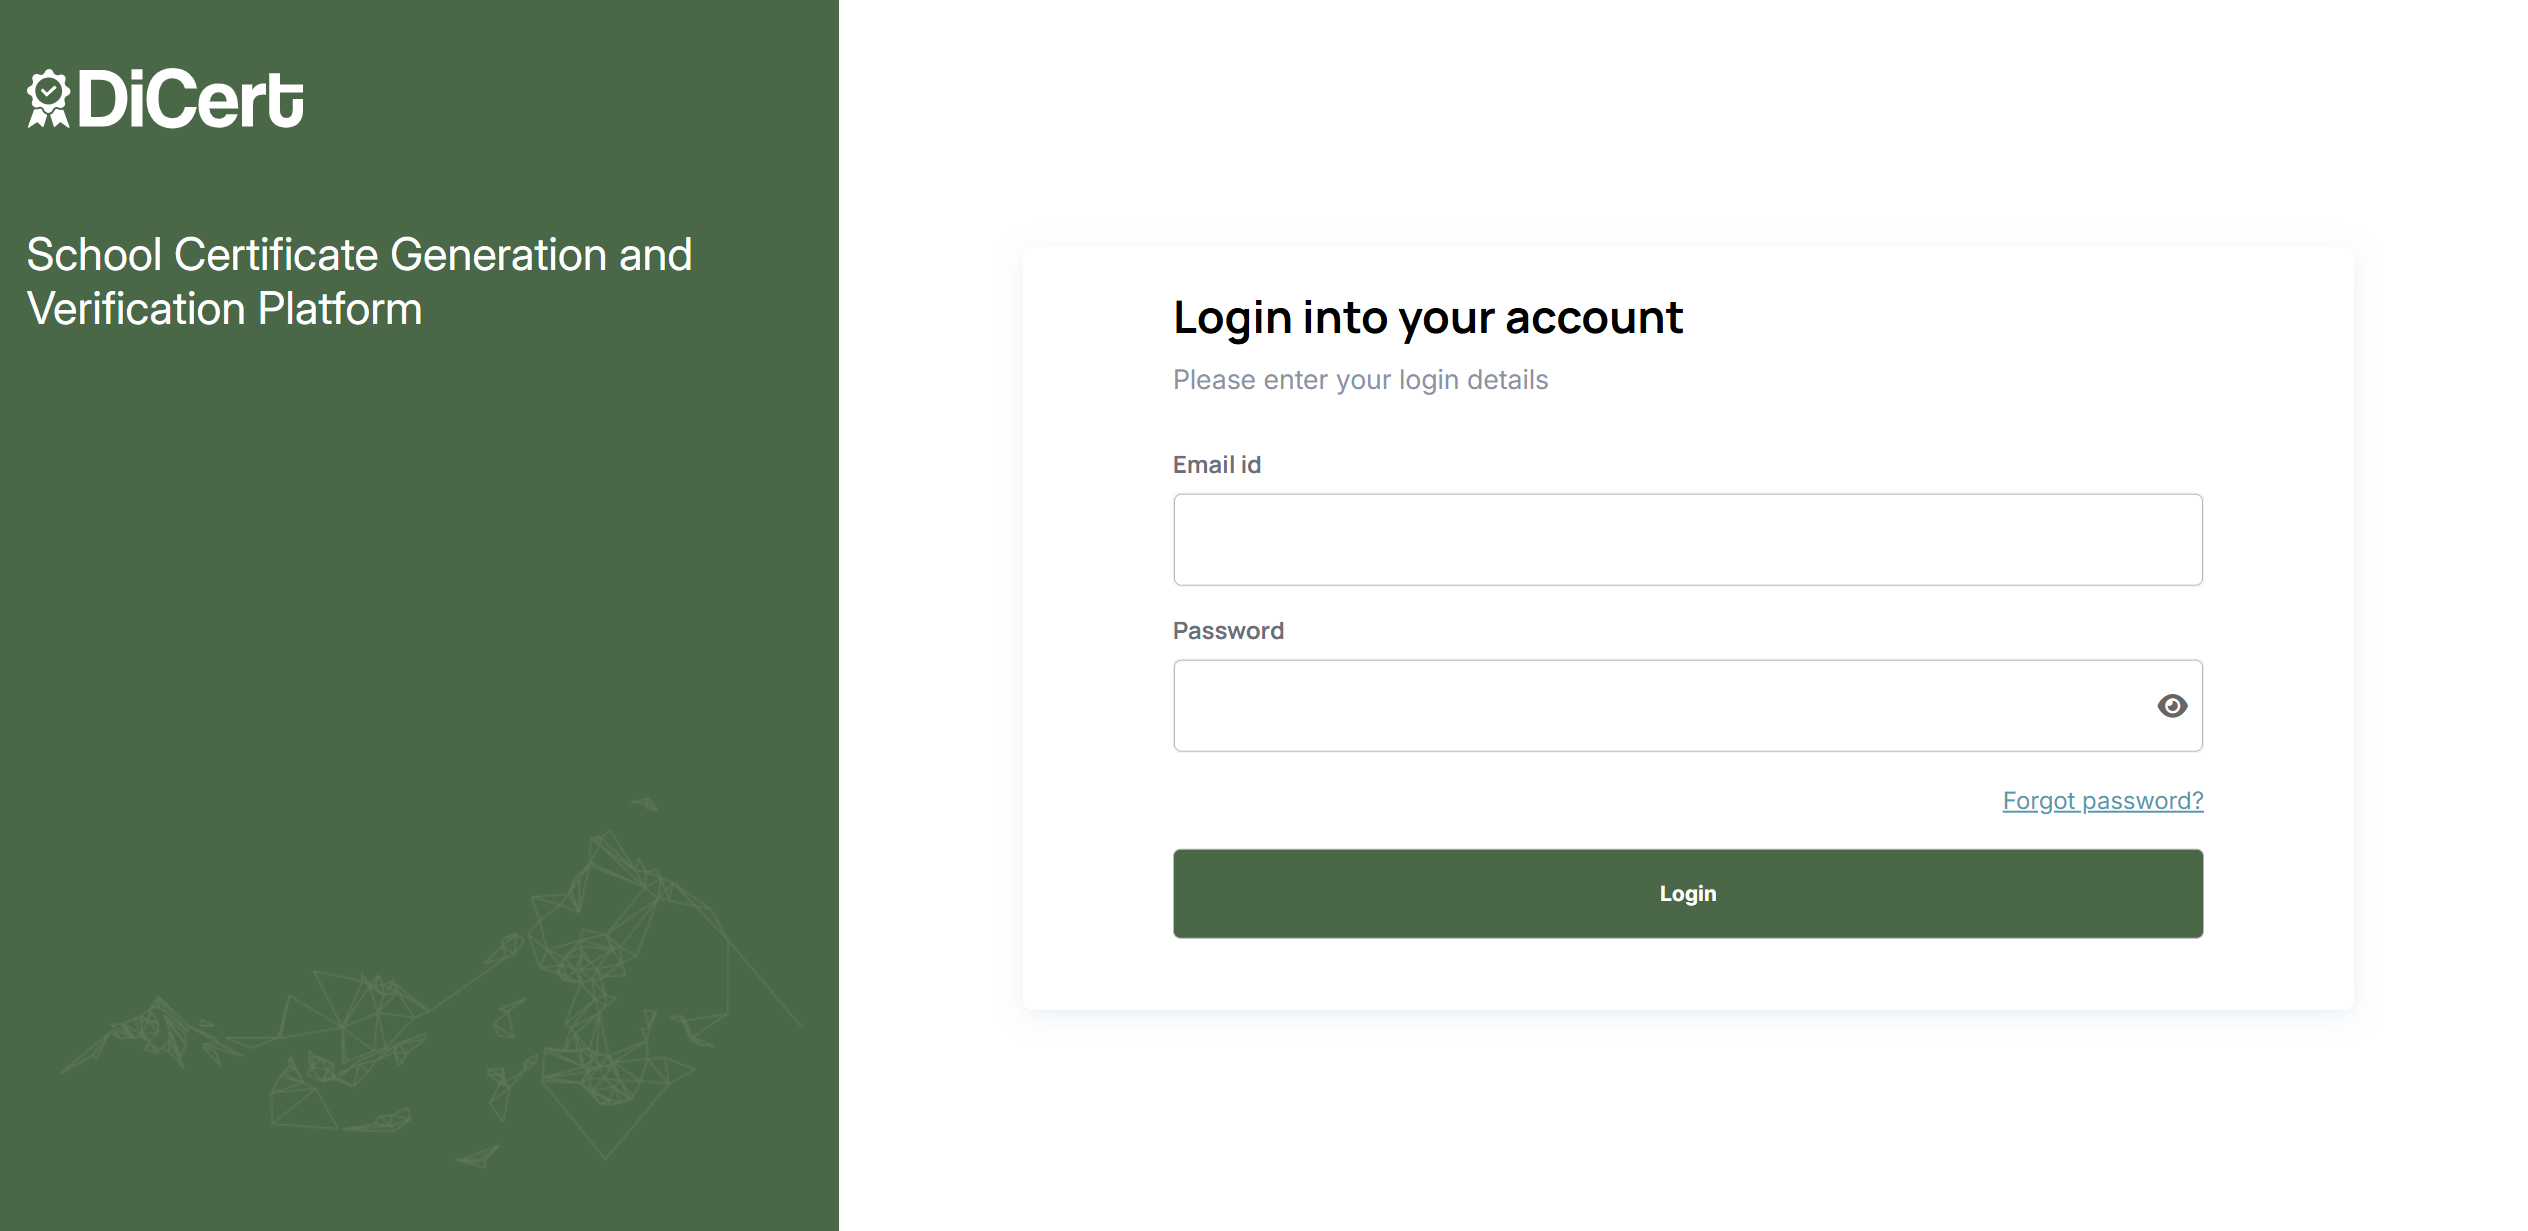 DiCert
School Certificate Generation and
Verification Platform
Login into your account
Please enter your login details
Email id
Password
Forgot password?
Login